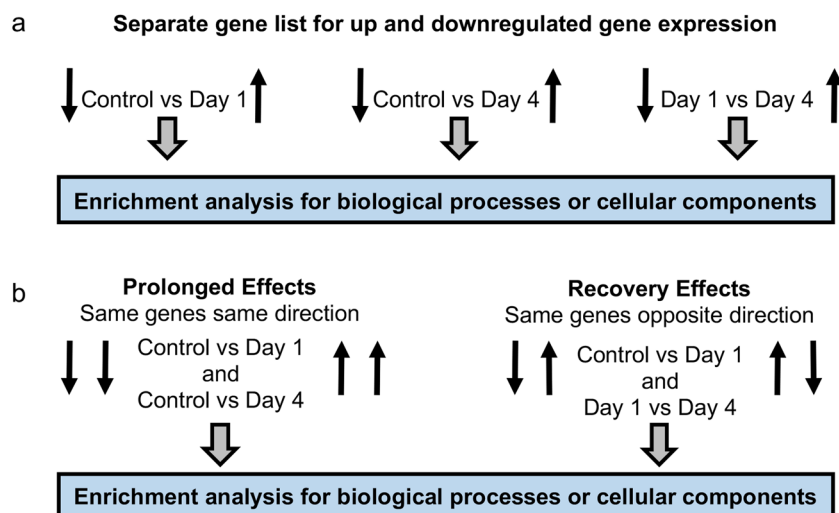 a
Separate gene list for up and downregulated gene expression
Control vs Day 1
Control vs Day 4
Day 1 vs Day 4
Enrichment analysis for biological processes or cellular components
b
Prolonged Effects
Same genes same direction
Control vs Day 1
and
Control vs Day 4
Recovery Effects
Same genes opposite direction
Control vs Day 1
and
Day 1 vs Day 4
Enrichment analysis for biological processes or cellular components